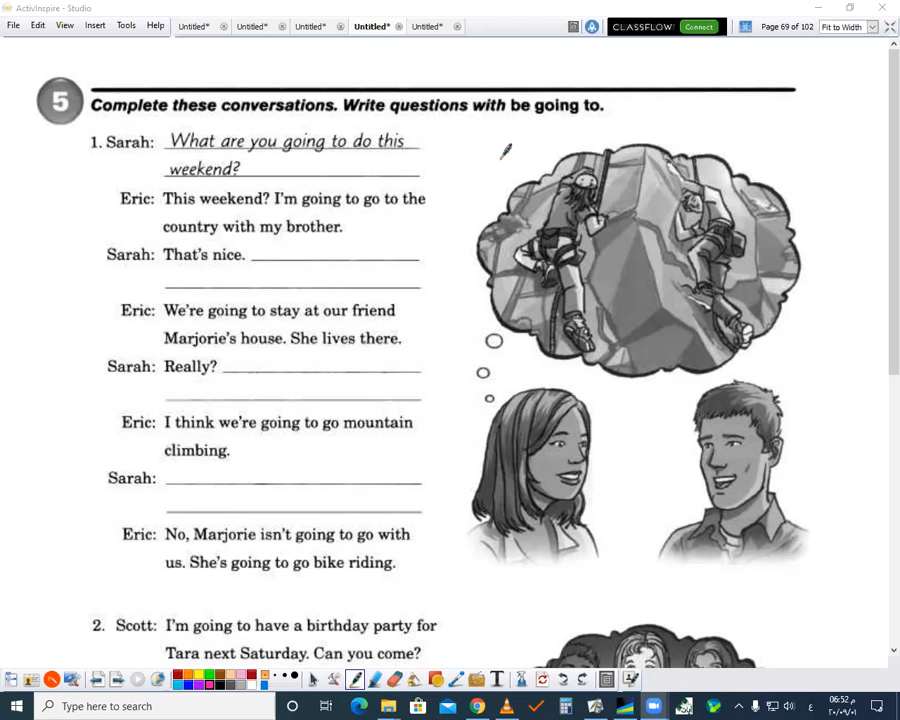 ActivInspire - Studio
File Edit View Insert Tools Help Untitled* Untitled* Untitled* Untitled* Untitled* CLASSFLOW Connect Page 69 of 102 Fit to Width
5 Complete these conversations. Write questions with be going to.
1. Sarah: What are you going to do this
weekend?
Eric: This weekend? I'm going to go to the
country with my brother.
Sarah: That's nice.
Eric: We're going to stay at our friend
Marjorie's house. She lives there.
Sarah: Really?
Eric: I think we're going to go mountain
climbing.
Sarah:
Eric: No, Marjorie isn't going to go with
us. She's going to go bike riding.
2. Scott: I'm going to have a birthday party for
Tara next Saturday. Can you come?
Type here to search
ع
06:52 م
٢٠/٠٩/٠١